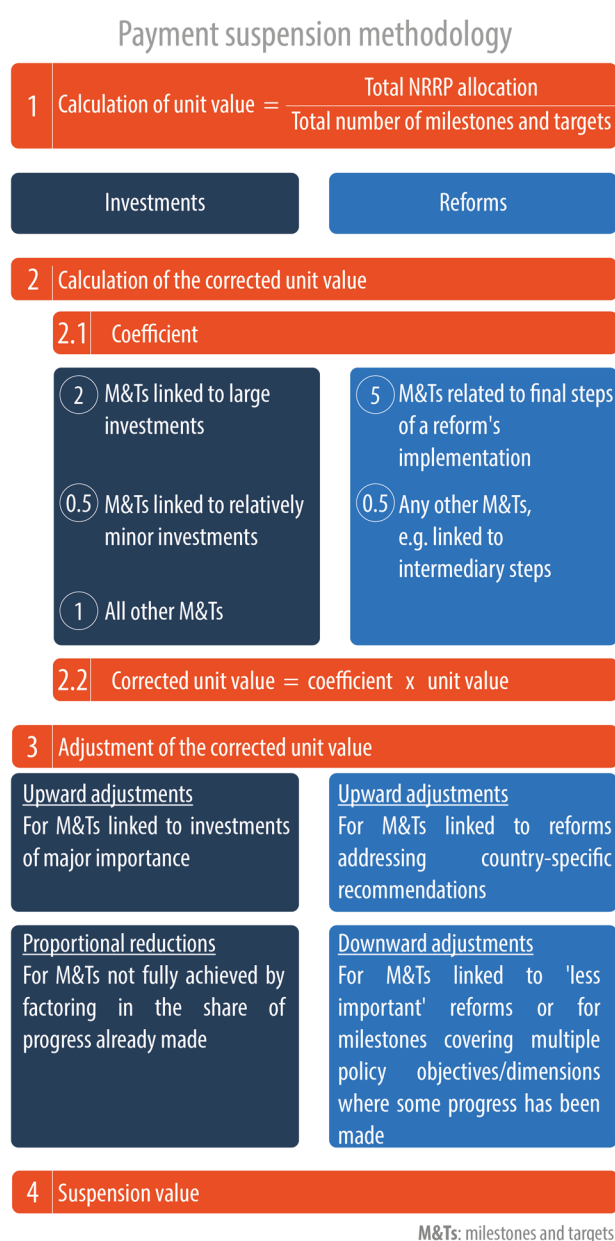 Payment suspension methodology
1 Calculation of unit value = Total NRRP allocation
Total number of milestones and targets
Investments
Reforms
2 Calculation of the corrected unit value
2.1 Coefficient
2 M&Ts linked to large
investments
0.5 M&Ts linked to relatively
minor investments
1 All other M&Ts
5 M&Ts related to final steps
of a reform's
implementation
0.5 Any other M&Ts,
e.g. linked to
intermediary steps
2.2 Corrected unit value = coefficient x unit value
3 Adjustment of the corrected unit value
Upward adjustments
For M&Ts linked to investments
of major importance
Upward adjustments
For M&Ts linked to reforms
addressing country-specific
recommendations
Proportional reductions
For M&Ts not fully achieved by
factoring in the share of
progress already made
Downward adjustments
For M&Ts linked to 'less
important' reforms or for
milestones covering multiple
policy objectives/dimensions
where some progress has been
made
4 Suspension value
M&Ts: milestones and targets